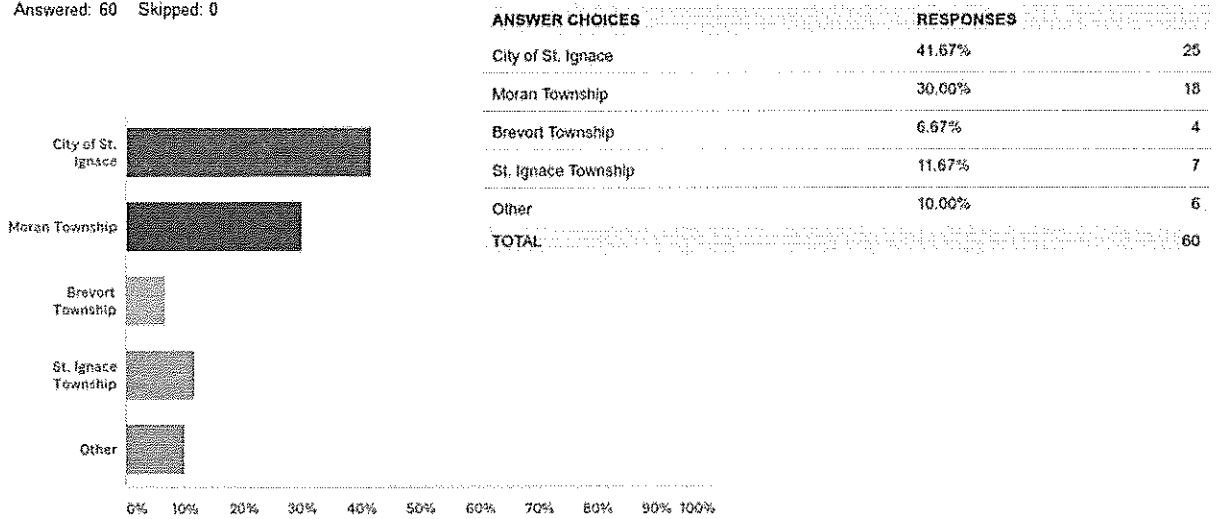 Answered: 60 Skipped: 0
ANSWER CHOICES RESPONSES
City of St. Ignace 41.67% 25
Moran Township 30.00% 18
Brevort Township 6.67% 4
St. Ignace Township 11.67% 7
Other 10.00% 6
TOTAL 60
City of St.
Ignace
Moran Township
Brevort
Township
St. Ignace
Township
Other
0% 10% 20% 30% 40% 50% 60% 70% 80% 90% 100%